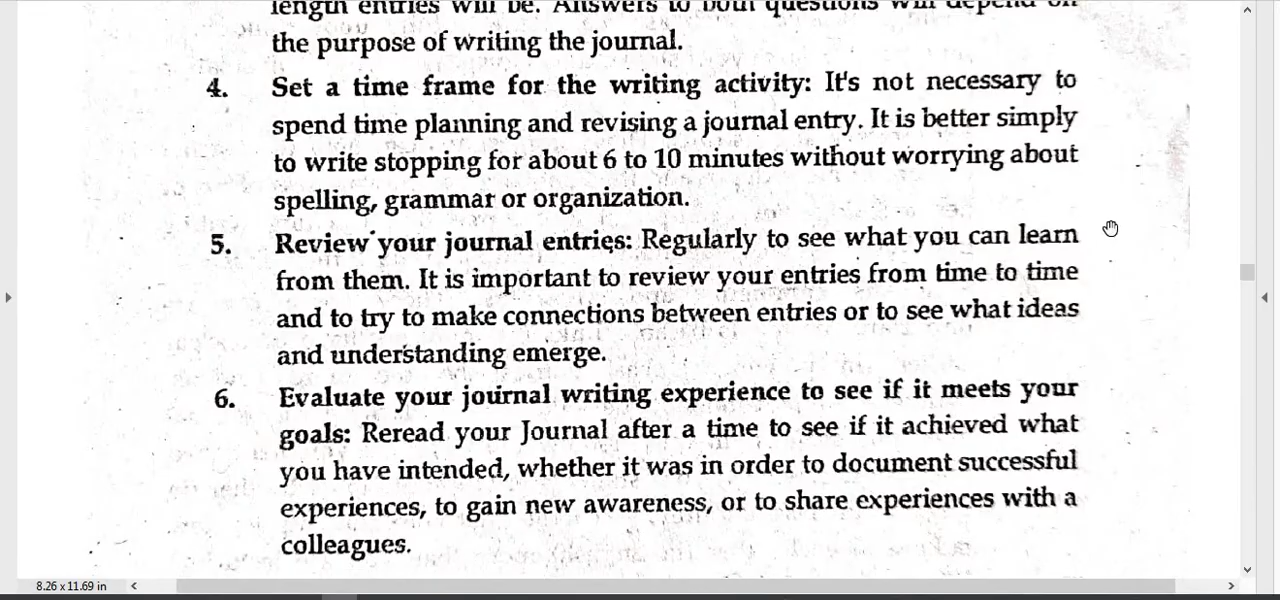 length entries will be. Answers to both questions will depend on
the purpose of writing the journal.
4. Set a time frame for the writing activity: It's not necessary to
spend time planning and revising a journal entry. It is better simply
to write stopping for about 6 to 10 minutes without worrying about
spelling, grammar or organization.
5. Review your journal entries: Regularly to see what you can learn
from them. It is important to review your entries from time to time
and to try to make connections between entries or to see what ideas
and understanding emerge.
6. Evaluate your journal writing experience to see if it meets your
goals: Reread your Journal after a time to see if it achieved what
you have intended, whether it was in order to document successful
experiences, to gain new awareness, or to share experiences with a
colleagues.
8.26 x 11.69 in